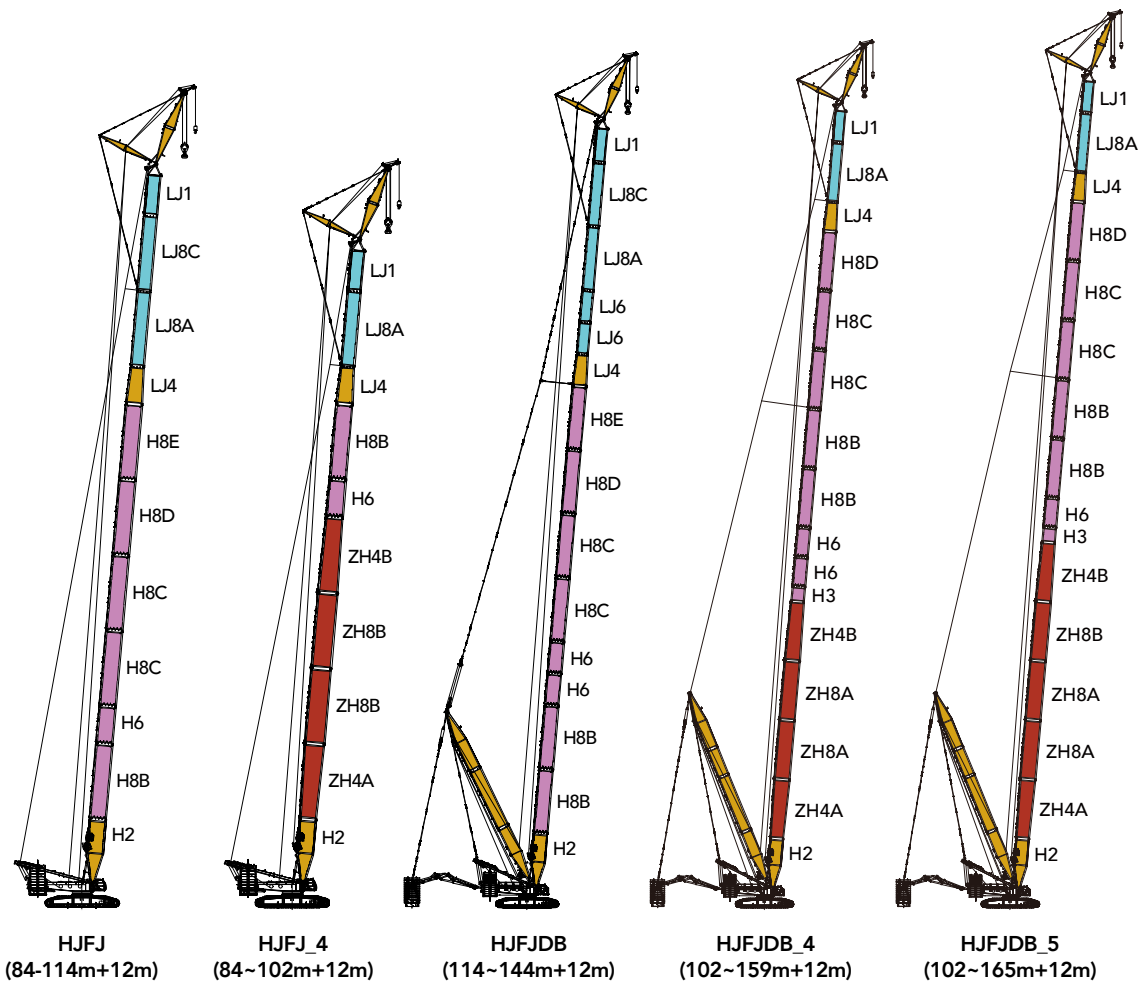 LJ1
LJ8C
LJ8A
LJ4
H8E
H8D
H8C
H8C
H6
H8B
H2
HJFJ
(84-114m+12m)
LJ1
LJ8A
LJ4
H8B
H6
ZH4B
ZH8B
ZH8B
ZH4A
H2
HJFJ_4
(84~102m+12m)
LJ1
LJ8C
LJ8A
LJ6
LJ6
LJ4
H8E
H8D
H8C
H8C
H6
H6
H8B
H8B
H2
HJFJDB
(114~144m+12m)
LJ1
LJ8A
LJ4
H8D
H8C
H8C
H8B
H8B
H6
H6
H3
ZH4B
ZH8A
ZH8A
ZH4A
H2
HJFJDB_4
(102~159m+12m)
LJ1
LJ8A
LJ4
H8D
H8C
H8C
H8B
H8B
H6
H3
ZH4B
ZH8B
ZH8A
ZH8A
ZH4A
H2
HJFJDB_5
(102~165m+12m)